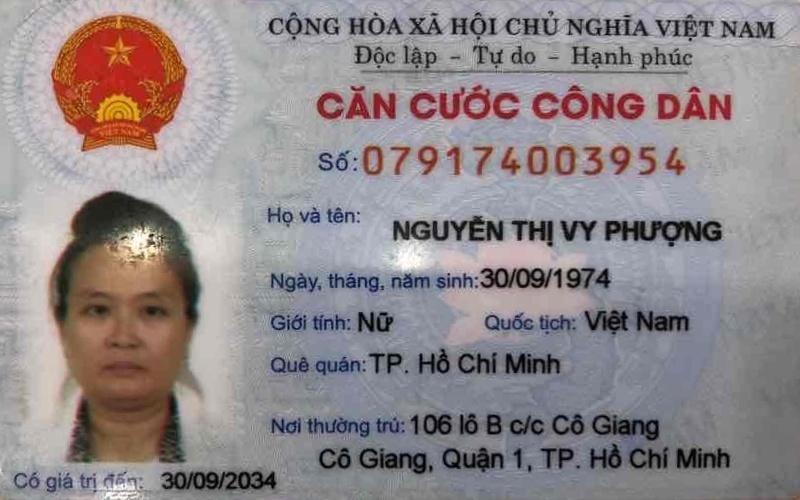 CỘNG HÒA XÃ HỘI CHỦ NGHĨA VIỆT NAM
Độc lập – Tự do – Hạnh phúc
CĂN CƯỚC CÔNG DÂN
Số: 079174003954
Họ và tên: NGUYỄN THỊ VY PHƯỢNG
Ngày, tháng, năm sinh: 30/09/1974
Giới tính: Nữ Quốc tịch: Việt Nam
Quê quán: TP. Hồ Chí Minh
Nơi thường trú: 106 lô B c/c Cô Giang
Cô Giang, Quận 1, TP. Hồ Chí Minh
Có giá trị đến: 30/09/2034